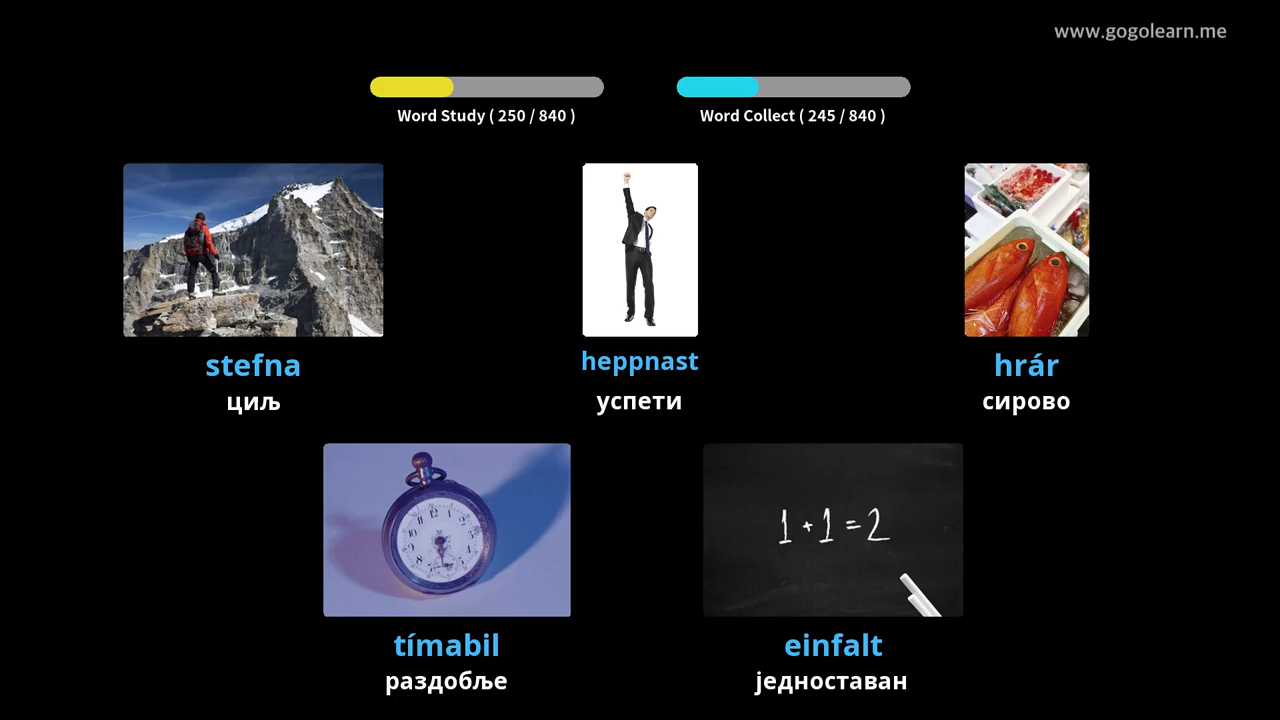 www.gogolearn.me
Word Study ( 250 / 840 )
Word Collect ( 245 / 840 )
stefna
циљ
heppnast
успети
hrár
сирово
1 + 1 = 2
tímabil
раздобље
einfalt
једноставан